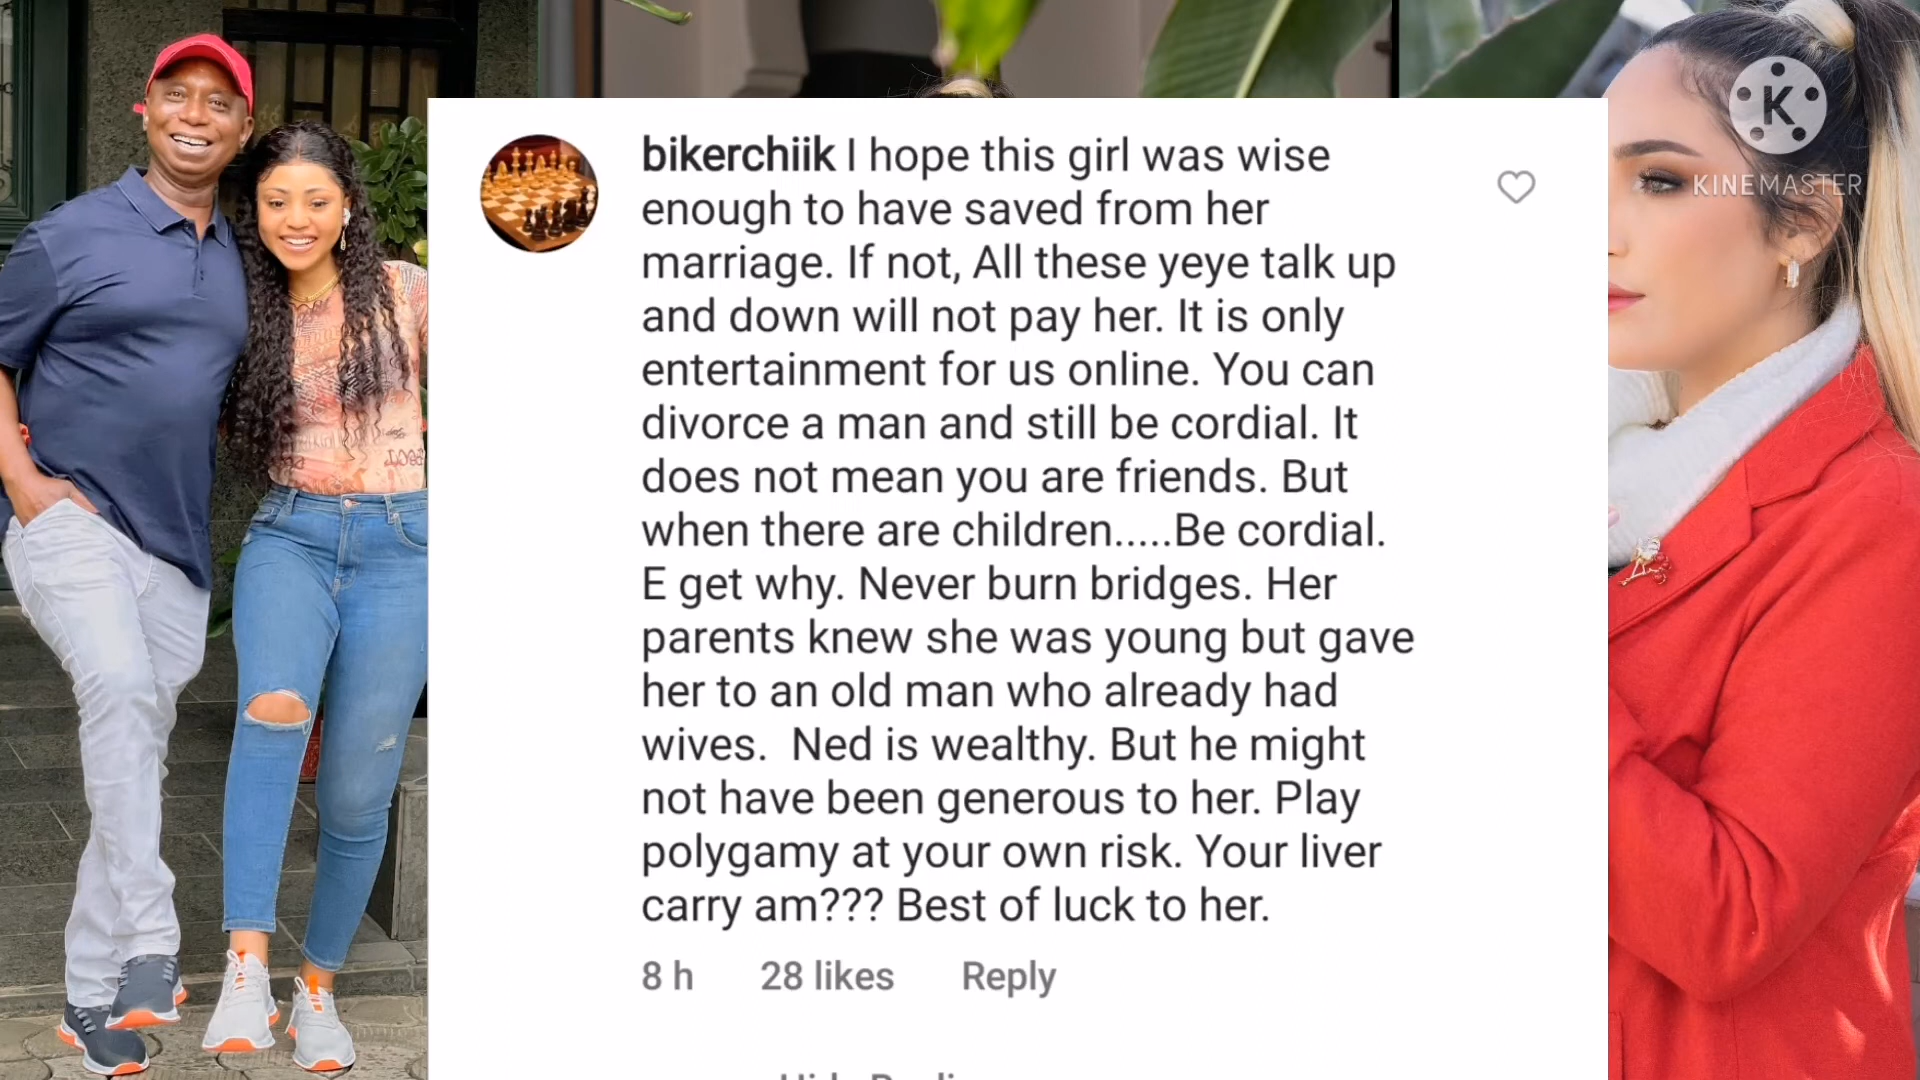 bikerchiik I hope this girl was wise
enough to have saved from her
marriage. If not, All these yeye talk up
and down will not pay her. It is only
entertainment for us online. You can
divorce a man and still be cordial. It
does not mean you are friends. But
when there are children.....Be cordial.
E get why. Never burn bridges. Her
parents knew she was young but gave
her to an old man who already had
wives.  Ned is wealthy. But he might
not have been generous to her. Play
polygamy at your own risk. Your liver
carry am??? Best of luck to her.
8 h 28 likes Reply
K
KINEMASTER